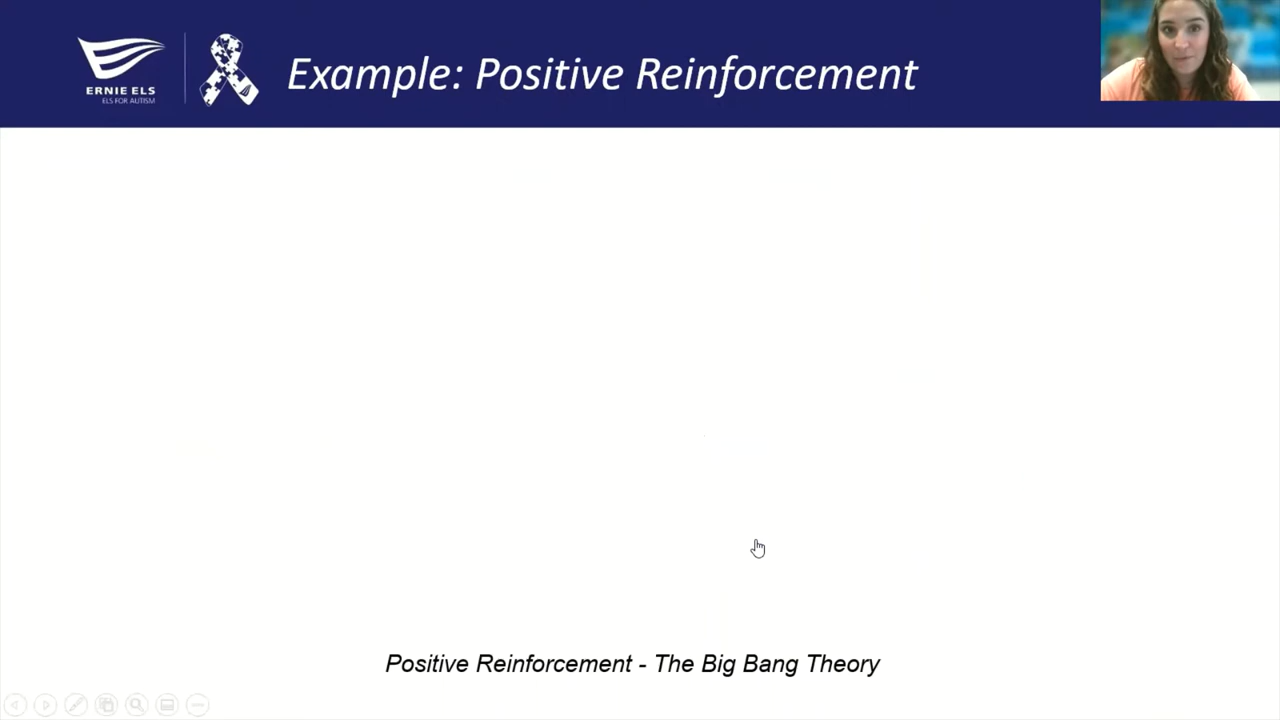 Example: Positive Reinforcement
ERNIE ELS
ELS FOR AUTISM
Positive Reinforcement - The Big Bang Theory